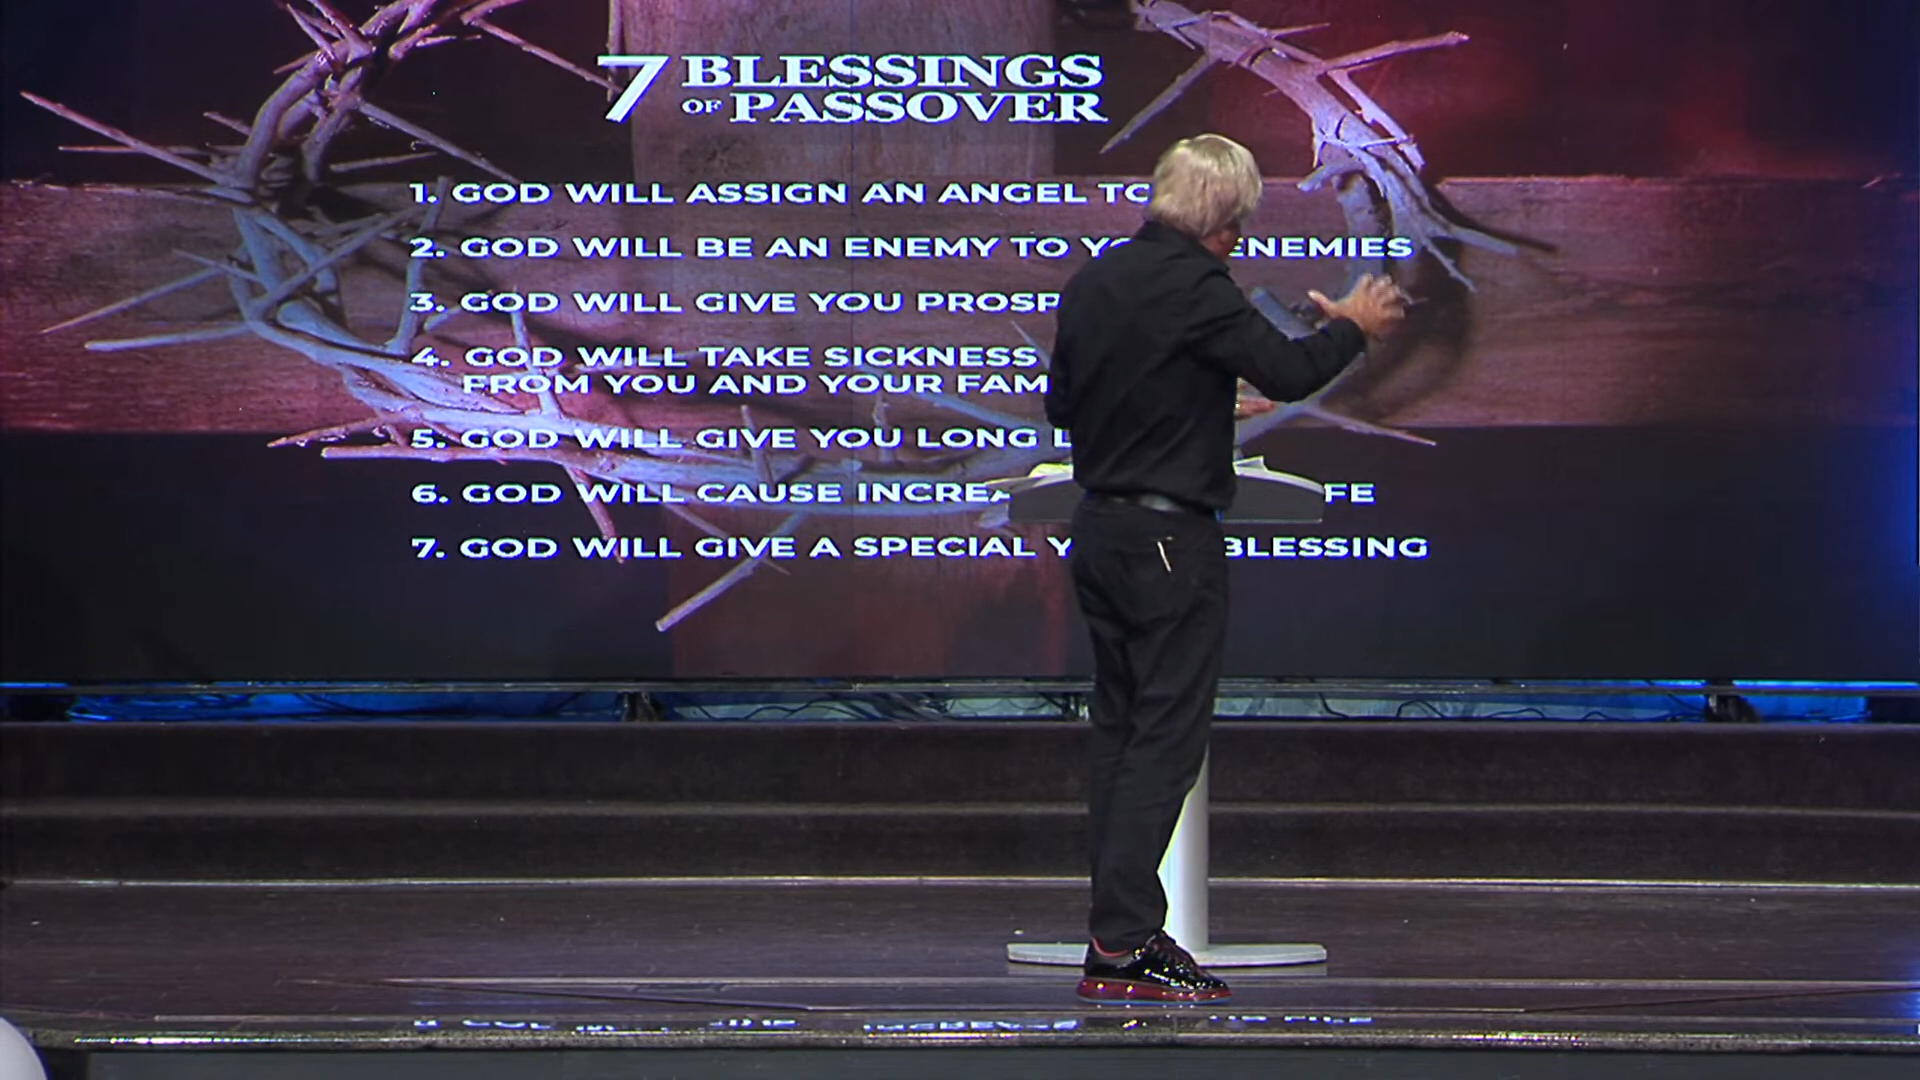 7 BLESSINGS
OF PASSOVER
1. GOD WILL ASSIGN AN ANGEL TO
2. GOD WILL BE AN ENEMY TO ENEMIES
3. GOD WILL GIVE YOU
4. GOD WILL TAKE SICKNESS
FROM YOU AND YOUR
5. GOD WILL GIVE YOU LONG
6. GOD WILL CAUSE
7. GOD WILL GIVE A SPECIAL BLESSING